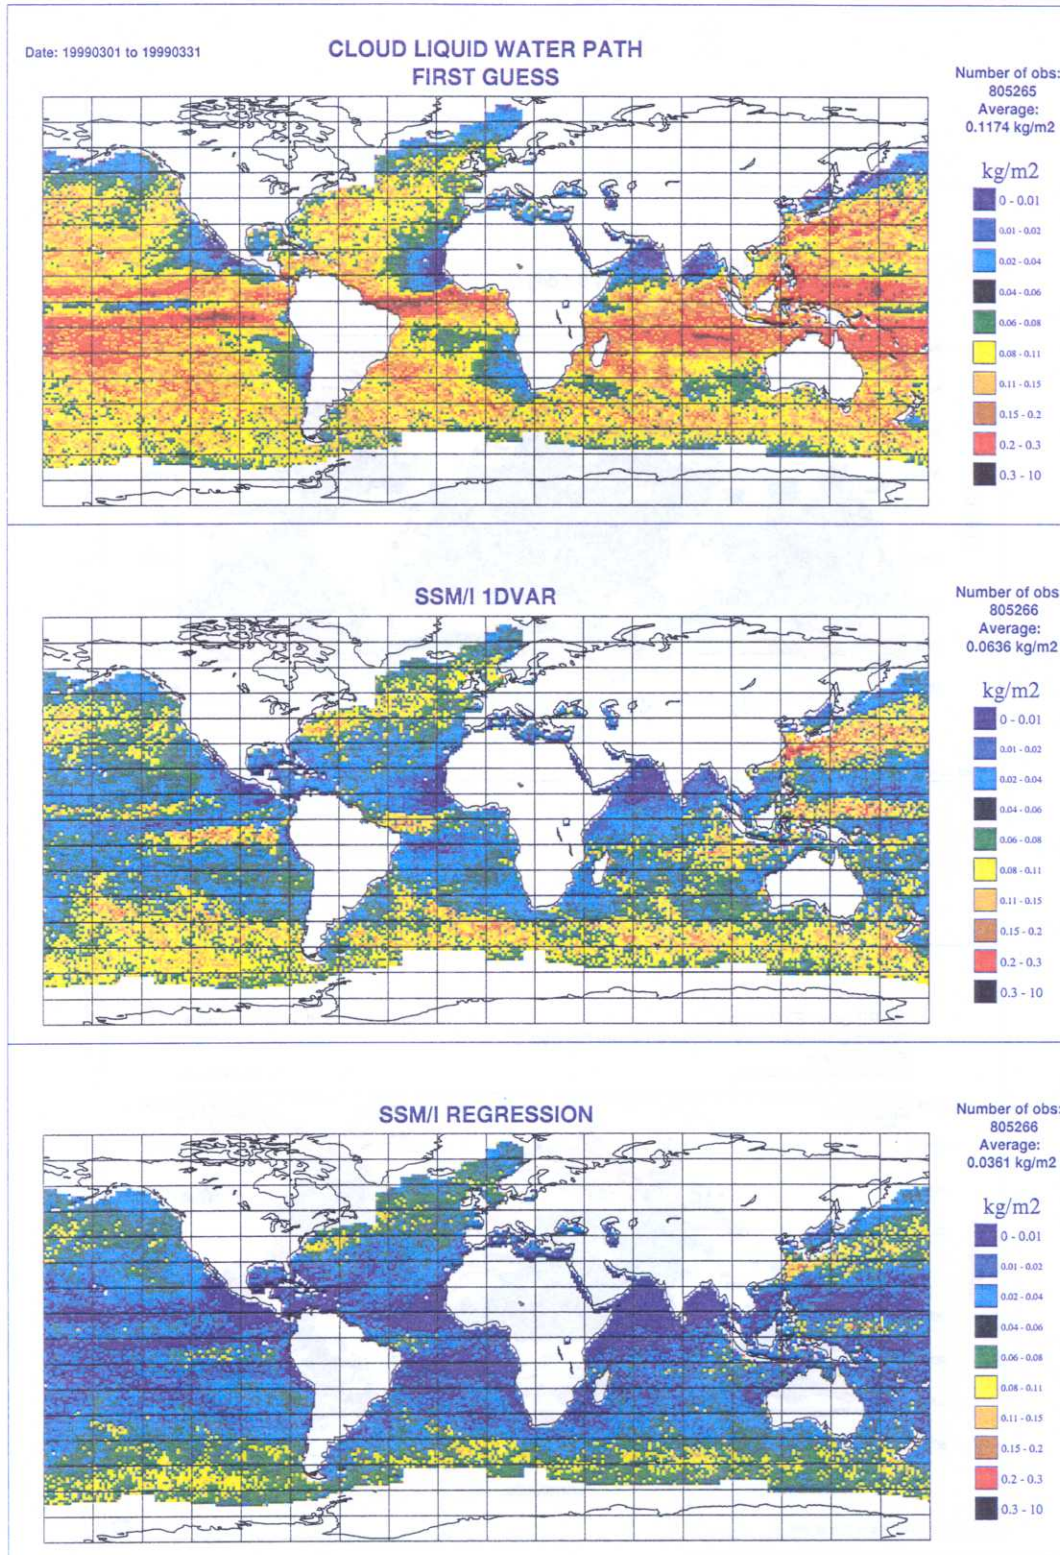 Date: 19990301 to 19990331
CLOUD LIQUID WATER PATH
FIRST GUESS
Number of obs:
805265
Average:
0.1174 kg/m2
kg/m2
0 - 0.01
0.01 - 0.02
0.02 - 0.04
0.04 - 0.06
0.06 - 0.08
0.08 - 0.11
0.11 - 0.15
0.15 - 0.2
0.2 - 0.3
0.3 - 10
SSM/I 1DVAR
Number of obs
805266
Average:
0.0636 kg/m2
kg/m2
0 - 0.01
0.01 - 0.02
0.02 - 0.04
0.04 - 0.06
0.06 - 0.08
0.08 - 0.11
0.11 - 0.15
0.15 - 0.2
0.2 - 0.3
0.3 - 10
SSM/I REGRESSION
Number of obs:
805266
Average:
0.0361 kg/m2
kg/m2
0 - 0.01
0.01 - 0.02
0.02 - 0.04
0.04 - 0.06
0.06 - 0.08
0.08 - 0.11
0.11 - 0.15
0.15 - 0.2
0.2 - 0.3
0.3 - 10